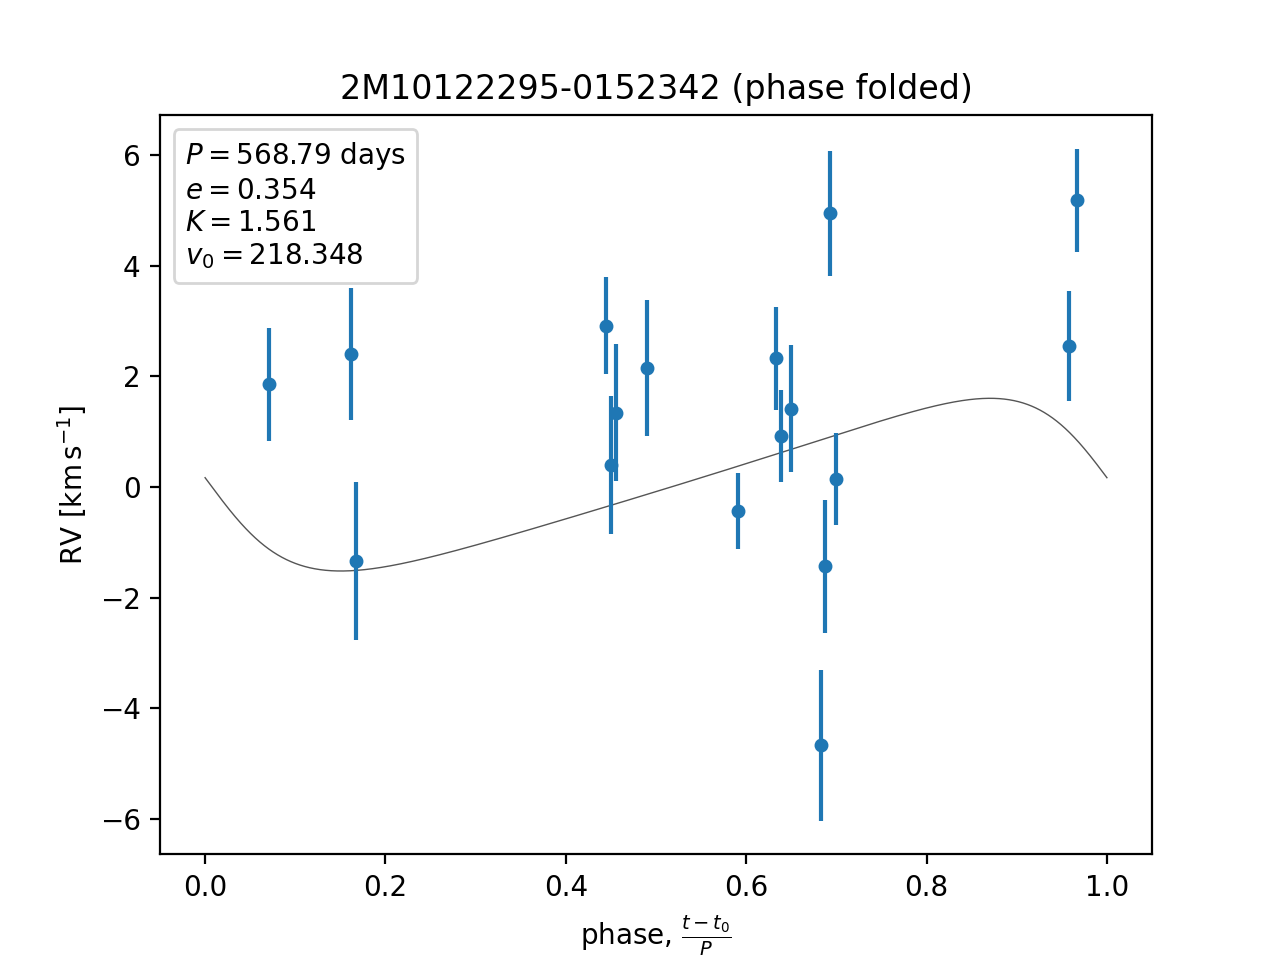 2M10122295-0152342 (phase folded)
P = 568.79 days
e = 0.354
K = 1.561
v₀ = 218.348
6
4
2
0
−2
−4
−6
RV [km s⁻¹]
0.0 0.2 0.4 0.6 0.8 1.0
phase, (t − t₀)/P